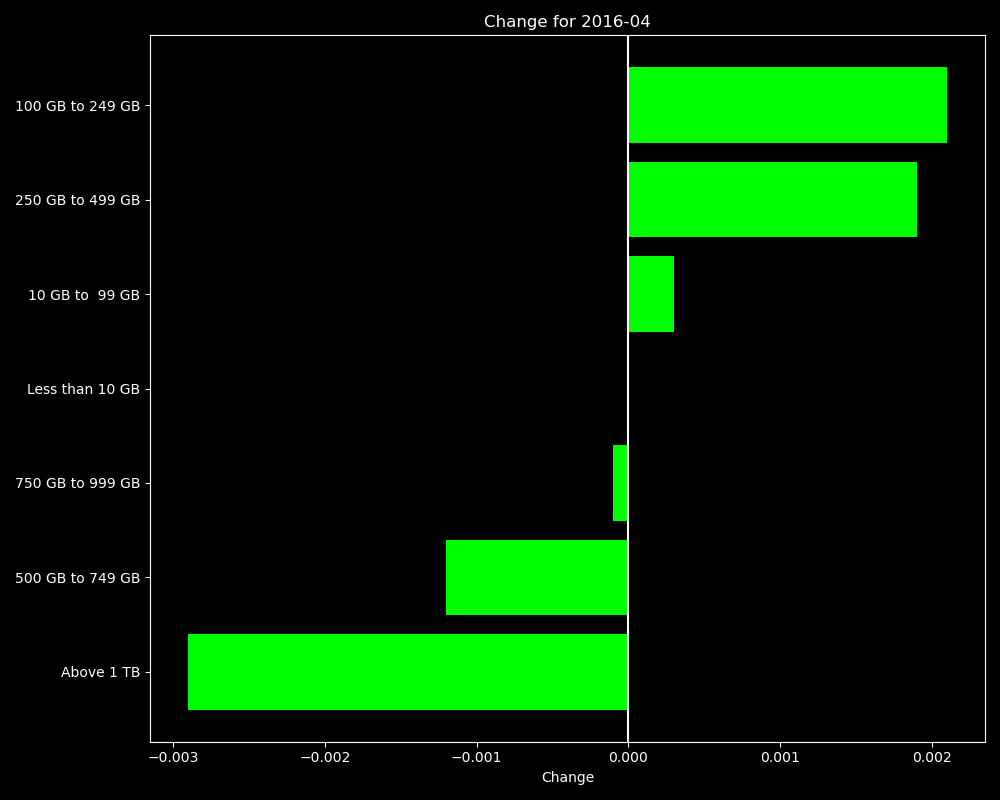 Change for 2016-04
100 GB to 249 GB
250 GB to 499 GB
10 GB to  99 GB
Less than 10 GB
750 GB to 999 GB
500 GB to 749 GB
Above 1 TB
−0.003
−0.002
−0.001
0.000
0.001
0.002
Change